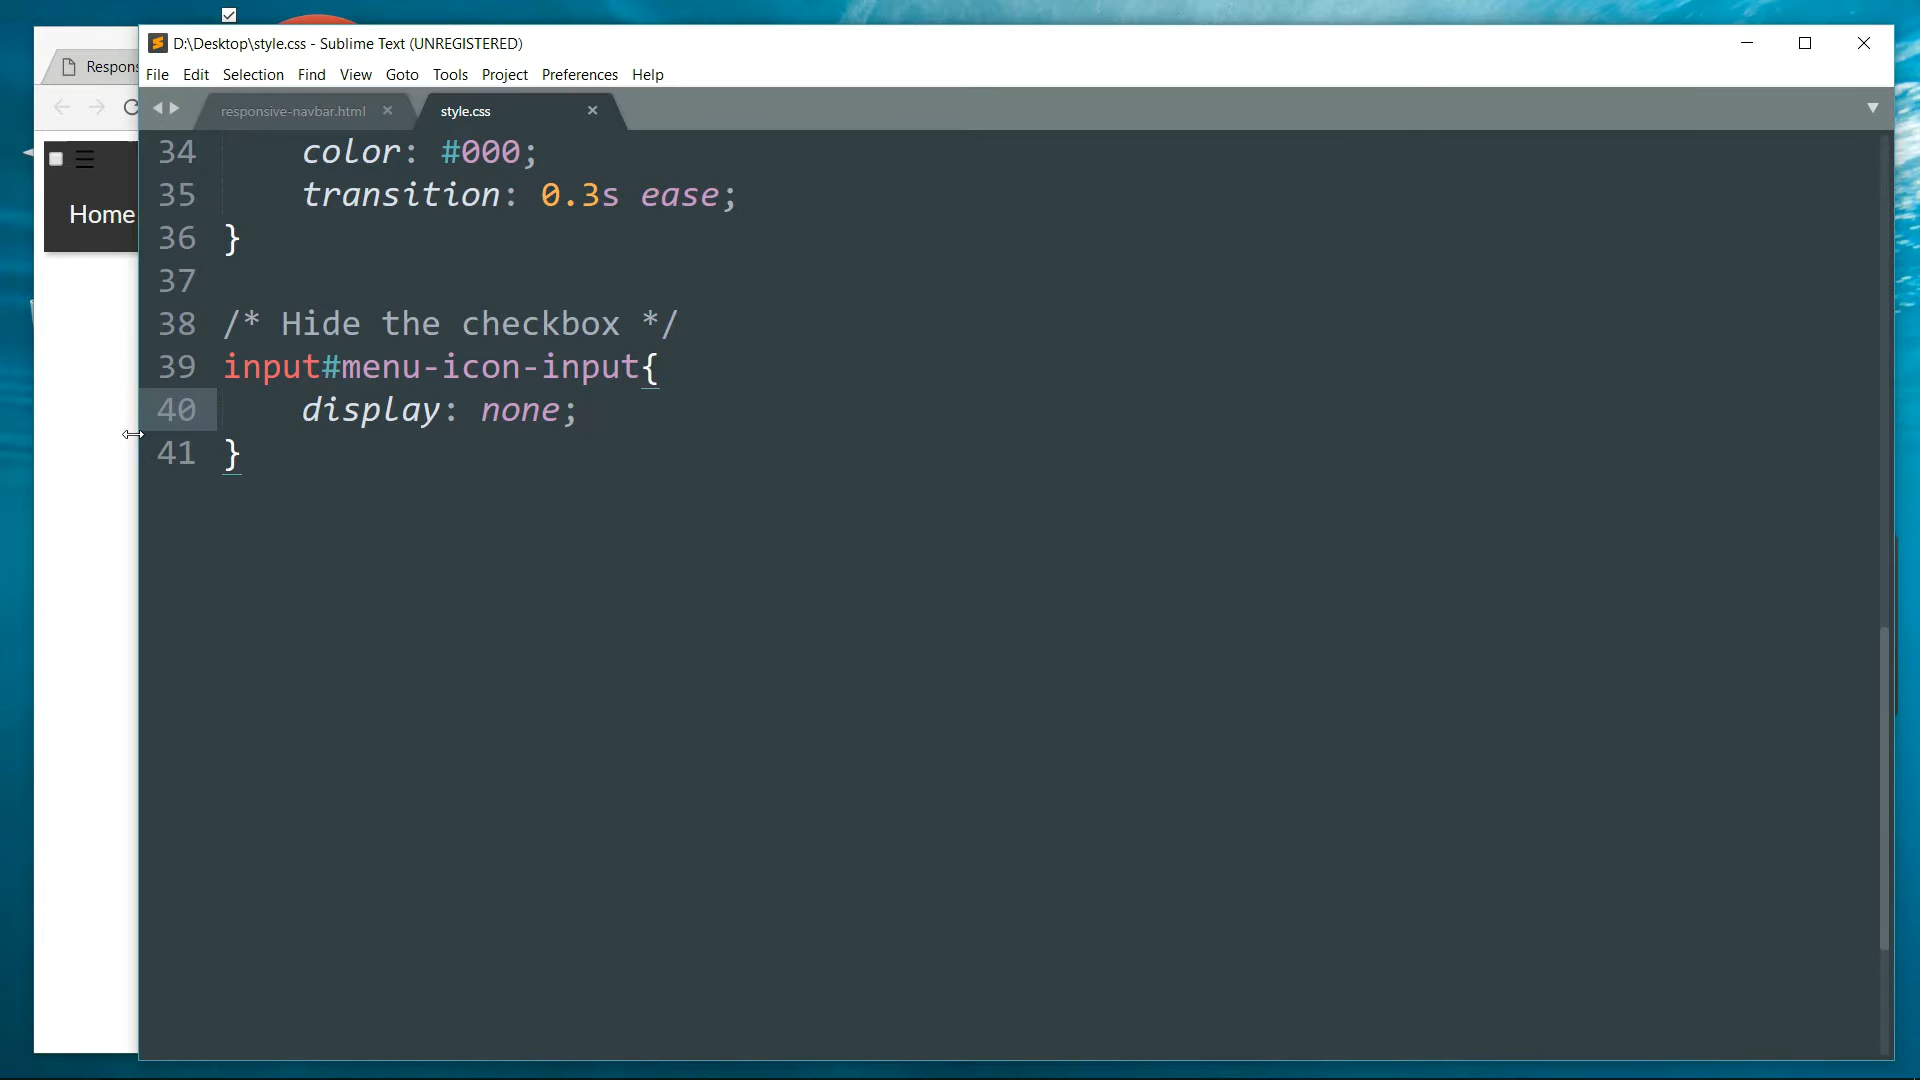 D:\Desktop\style.css - Sublime Text (UNREGISTERED)
File Edit Selection Find View Goto Tools Project Preferences Help
Respons
responsive-navbar.html
style.css
Home
34 color: #000;
35 transition: 0.3s ease;
36 }
37
38 /* Hide the checkbox */
39 input#menu-icon-input{
40 display: none;
41 }